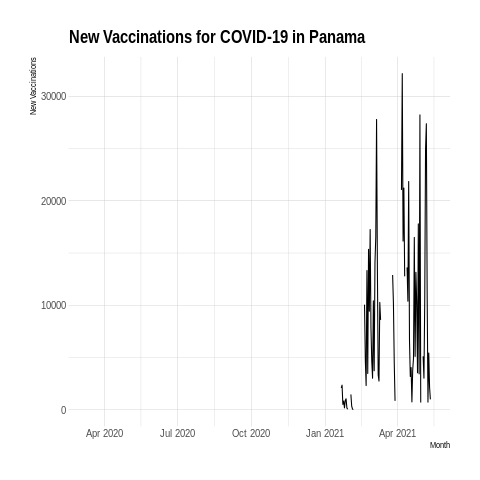 New Vaccinations for COVID-19 in Panama
New Vaccinations
30000
20000
10000
0
Apr 2020 Jul 2020 Oct 2020 Jan 2021 Apr 2021
Month